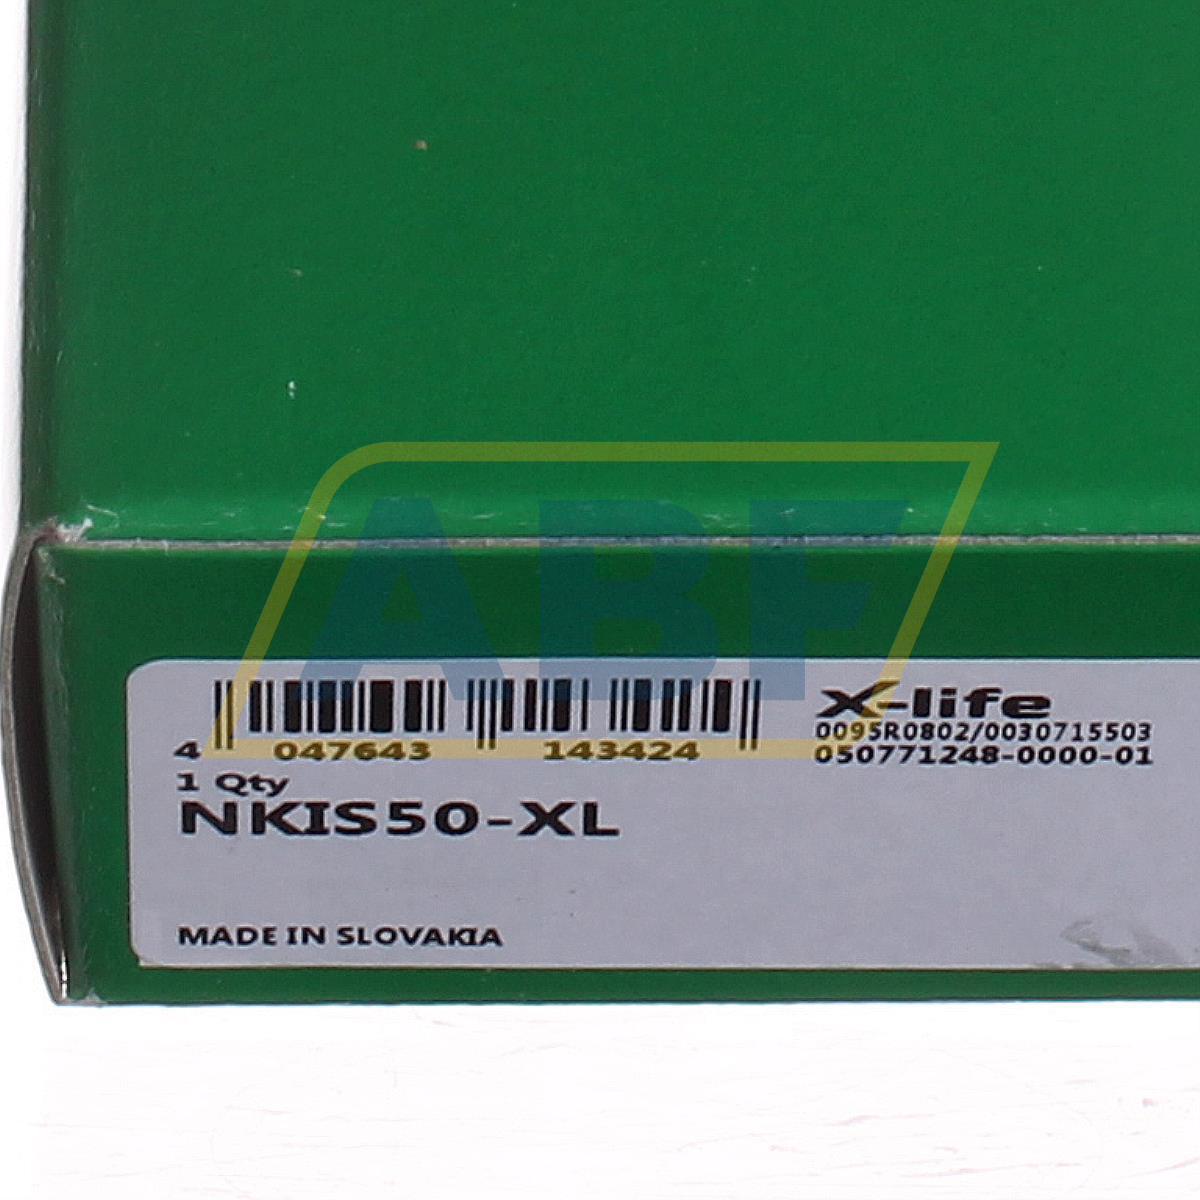 ABF
X-life
0095R0802/0030715503
050771248-0000-01
4 047643 143424
1 Qty
NKIS50-XL
MADE IN SLOVAKIA